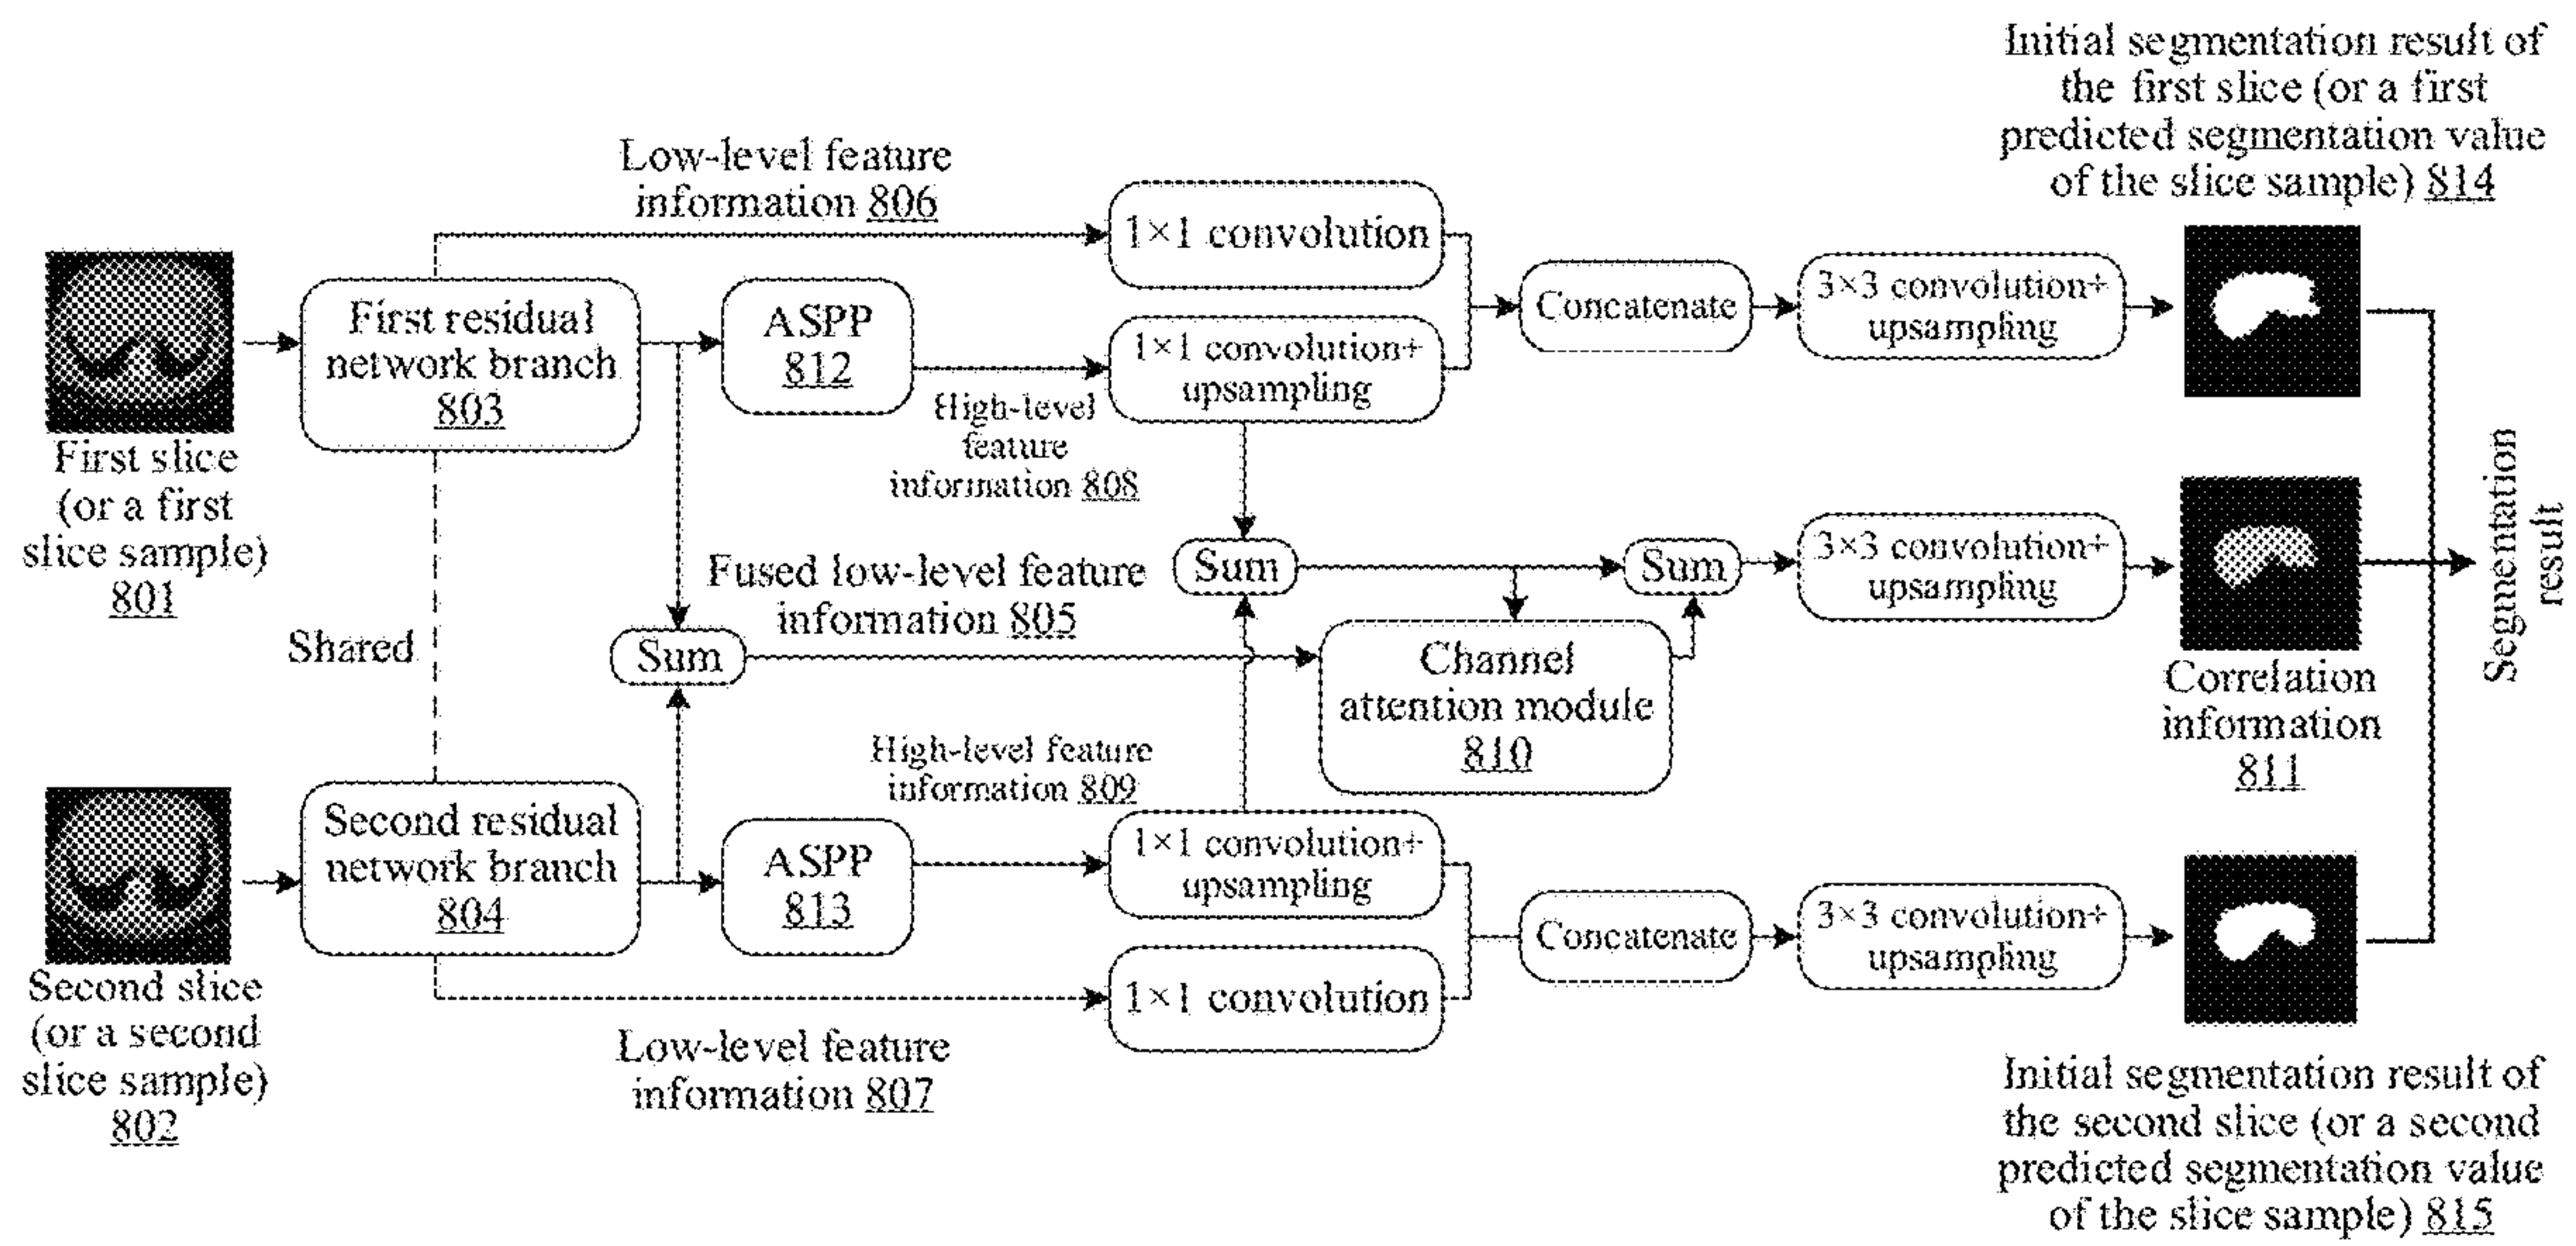 Initial segmentation result of
the first slice (or a first
predicted segmentation value
of the slice sample) 814
Low-level feature
information 806
1×1 convolution
First residual
network branch
803
ASPP
812
1×1 convolution+
upsampling
Concatenate
3×3 convolution+
upsampling
High-level
feature
information 808
First slice
(or a first
slice sample)
801
Shared
Sum
Fused low-level feature
information 805
Sum
Sum
3×3 convolution+
upsampling
Channel
attention module
810
Correlation
information
811
Segmentation
result
High-level feature
information 809
Second residual
network branch
804
ASPP
813
1×1 convolution+
upsampling
1×1 convolution
Concatenate
3×3 convolution+
upsampling
Second slice
(or a second
slice sample)
802
Low-level feature
information 807
Initial segmentation result of
the second slice (or a second
predicted segmentation value
of the slice sample) 815